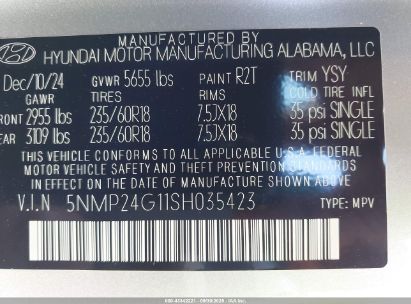 MANUFACTURED BY
HYUNDAI MOTOR MANUFACTURING ALABAMA, LLC
Dec/10/24 GVWR 5655 lbs PAINT R2T TRIM YSY
GAWR TIRES RIMS COLD TIRE INFL
FRONT 2955 lbs 235/60R18 7.5JX18 35 psi SINGLE
REAR 3109 lbs 235/60R18 7.5JX18 35 psi SINGLE
THIS VEHICLE CONFORMS TO ALL APPLICABLE U.S.A FEDERAL
MOTOR VEHICLE SAFETY AND THEFT PREVENTION STANDARDS
IN EFFECT ON THE DATE OF MANUFACTURE SHOWN ABOVE.
V.I.N 5NMP24G11SH035423 TYPE: MPV